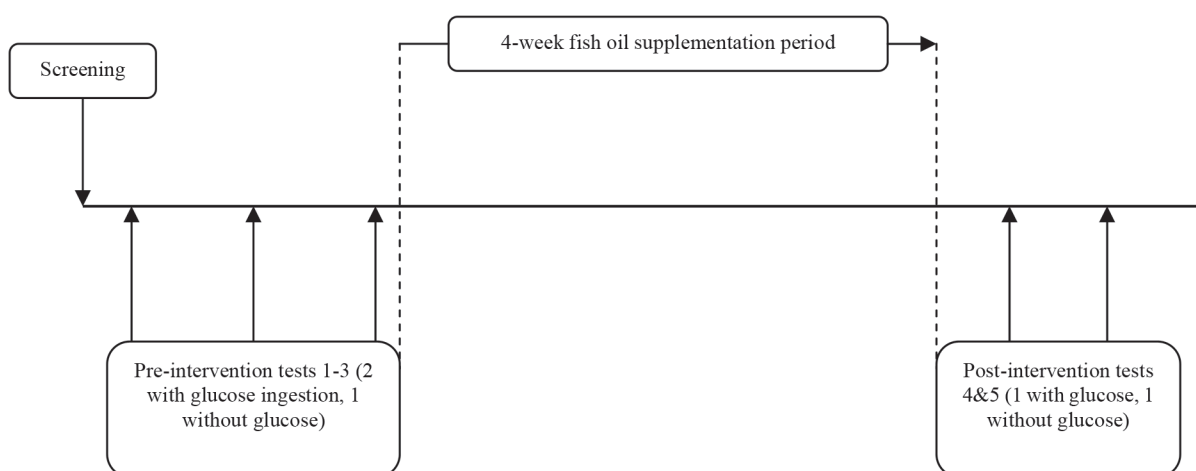 4-week fish oil supplementation period
Screening
Pre-intervention tests 1-3 (2
with glucose ingestion, 1
without glucose)
Post-intervention tests
4&5 (1 with glucose, 1
without glucose)